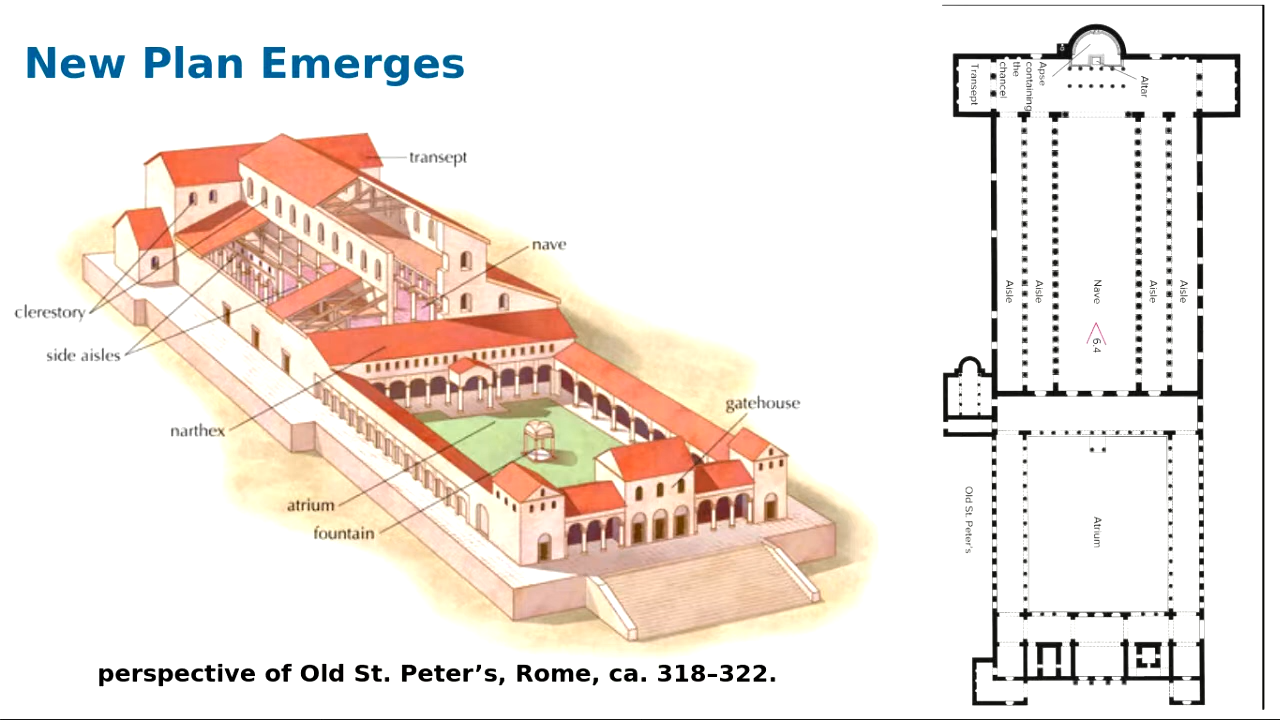 New Plan Emerges
transept
nave
clerestory
side aisles
gatehouse
narthex
atrium
fountain
perspective of Old St. Peter’s, Rome, ca. 318–322.
Transept
Apse
containing
the
chancel
Altar
Aisle
Aisle
Nave
Aisle
Aisle
6.4
Old St. Peter's
Atrium